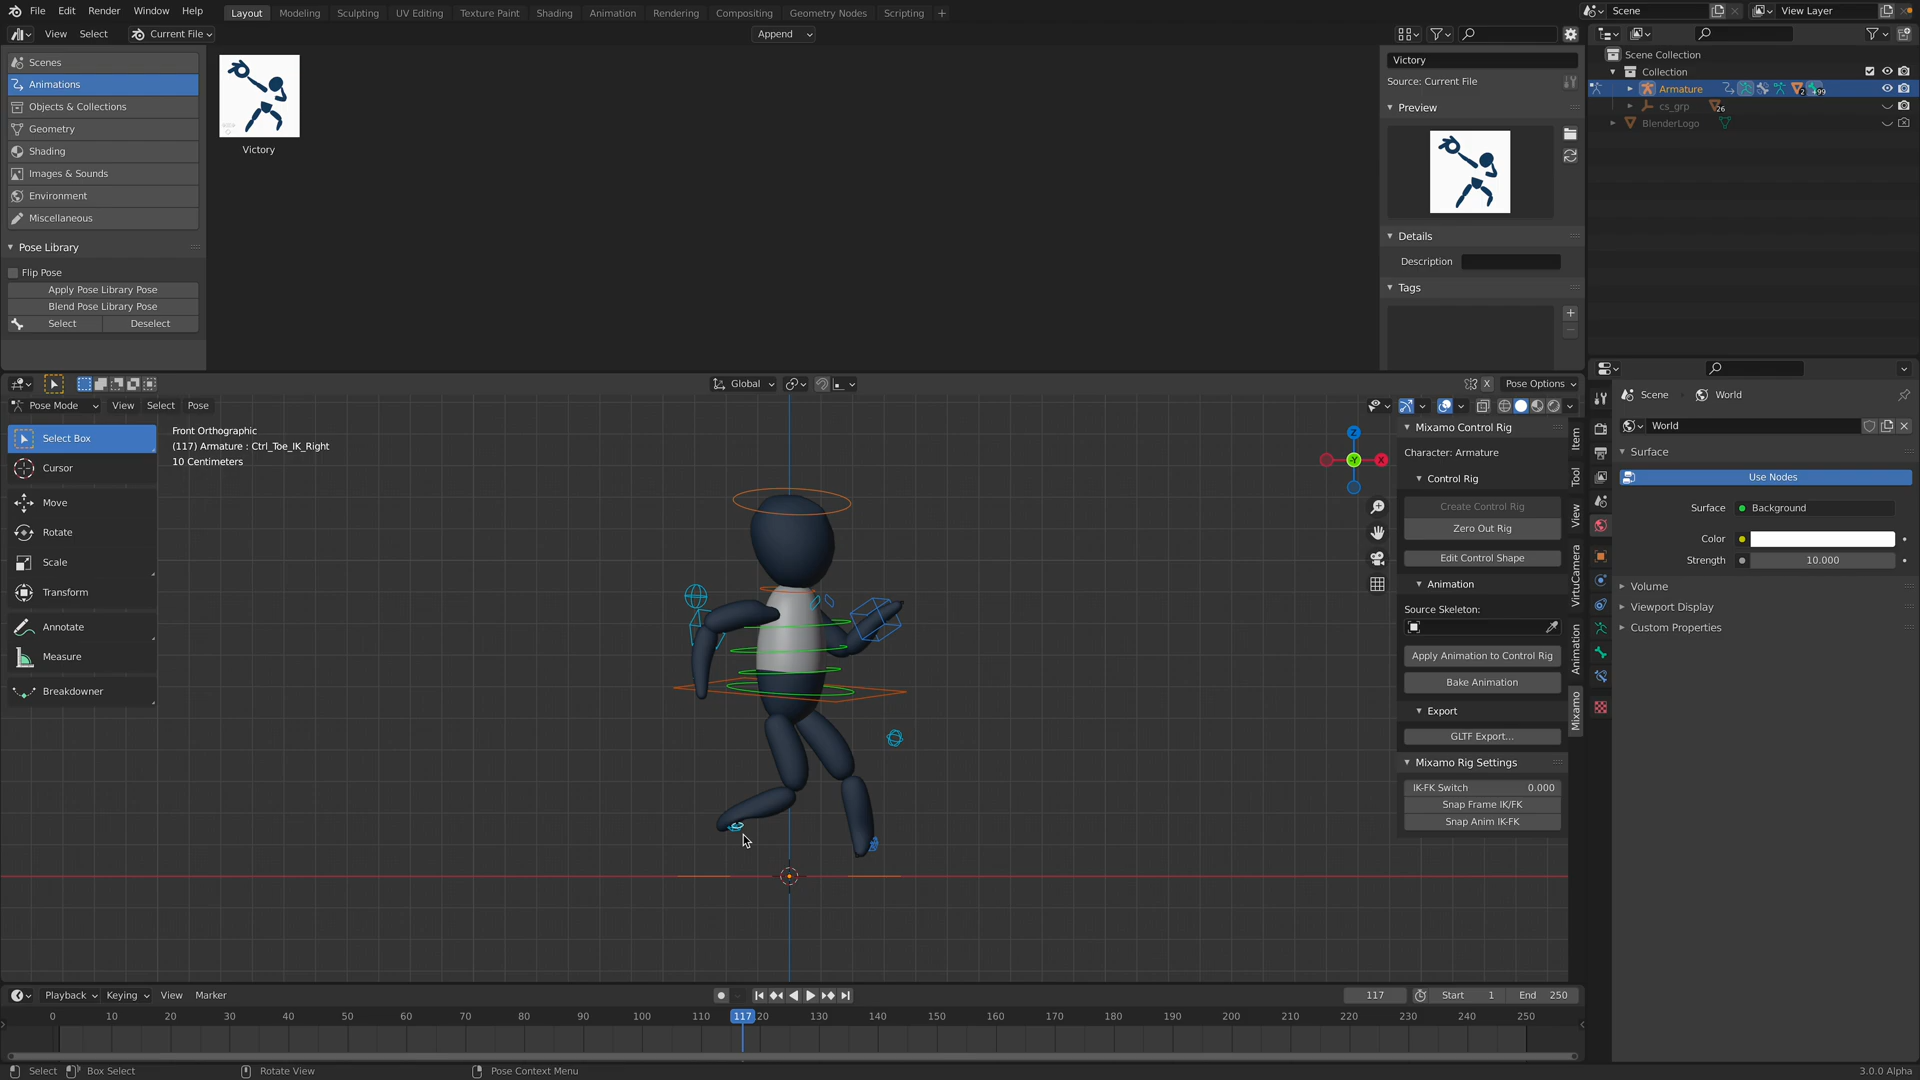 File Edit Render Window Help Layout Modeling Sculpting UV Editing Texture Paint Shading Animation Rendering Compositing Geometry Nodes Scripting + Scene View Layer
View Select Current File Append
Scenes
Animations
Objects & Collections
Geometry
Shading
Images & Sounds
Environment
Miscellaneous
Pose Library
Flip Pose
Apply Pose Library Pose
Blend Pose Library Pose
Select Deselect
Victory
Victory
Source: Current File
Preview
Details
Description
Tags
Scene Collection
Collection
Armature 2 99
cs_grp 26
BlenderLogo
Global X Pose Options
Pose Mode View Select Pose
Select Box
Cursor
Move
Rotate
Scale
Transform
Annotate
Measure
Breakdowner
Front Orthographic
(117) Armature : Ctrl_Toe_IK_Right
10 Centimeters
Z
Y X
Mixamo Control Rig
Character: Armature
Control Rig
Create Control Rig
Zero Out Rig
Edit Control Shape
Animation
Source Skeleton:
Apply Animation to Control Rig
Bake Animation
Export
GLTF Export...
Mixamo Rig Settings
IK-FK Switch 0.000
Snap Frame IK/FK
Snap Anim IK-FK
Item
Tool
View
VirtuCamera
Animation
Mixamo
Scene World
World
Surface
Use Nodes
Surface Background
Color
Strength 10.000
Volume
Viewport Display
Custom Properties
Playback Keying View Marker 117 Start 1 End 250
0 10 20 30 40 50 60 70 80 90 100 110 117 20 130 140 150 160 170 180 190 200 210 220 230 240 250
Select Box Select Rotate View Pose Context Menu 3.0.0 Alpha